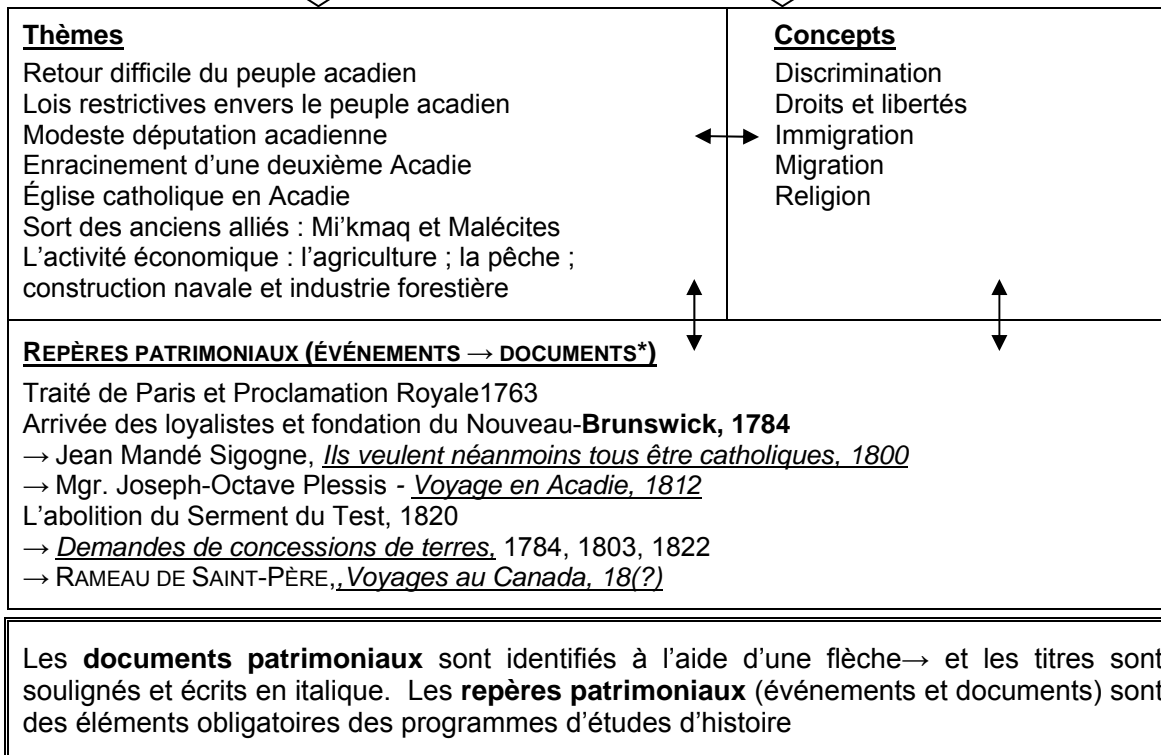 Thèmes
Retour difficile du peuple acadien
Lois restrictives envers le peuple acadien
Modeste députation acadienne
Enracinement d'une deuxième Acadie
Église catholique en Acadie
Sort des anciens alliés : Mi'kmaq et Malécites
L'activité économique : l'agriculture ; la pêche ;
construction navale et industrie forestière
Concepts
Discrimination
Droits et libertés
Immigration
Migration
Religion
REPÈRES PATRIMONIAUX (ÉVÉNEMENTS → DOCUMENTS*)
Traité de Paris et Proclamation Royale1763
Arrivée des loyalistes et fondation du Nouveau-Brunswick, 1784
→ Jean Mandé Sigogne, Ils veulent néanmoins tous être catholiques, 1800
→ Mgr. Joseph-Octave Plessis - Voyage en Acadie, 1812
L'abolition du Serment du Test, 1820
→ Demandes de concessions de terres, 1784, 1803, 1822
→ RAMEAU DE SAINT-PÈRE,,Voyages au Canada, 18(?)
Les documents patrimoniaux sont identifiés à l'aide d'une flèche→ et les titres sont
soulignés et écrits en italique. Les repères patrimoniaux (événements et documents) sont
des éléments obligatoires des programmes d'études d'histoire